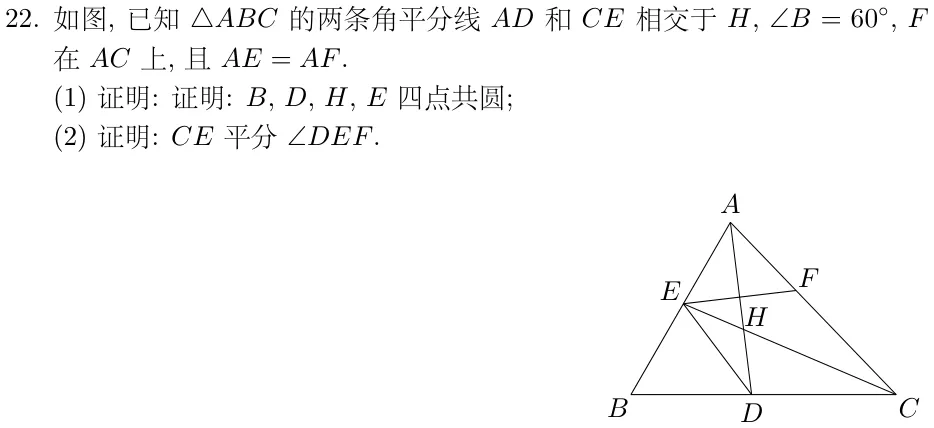 22. 如图, 已知 △ABC 的两条角平分线 AD 和 CE 相交于 H, ∠B = 60°, F
在 AC 上, 且 AE = AF.
(1) 证明: 证明: B, D, H, E 四点共圆;
(2) 证明: CE 平分 ∠DEF.
A
F
E
H
B
D
C